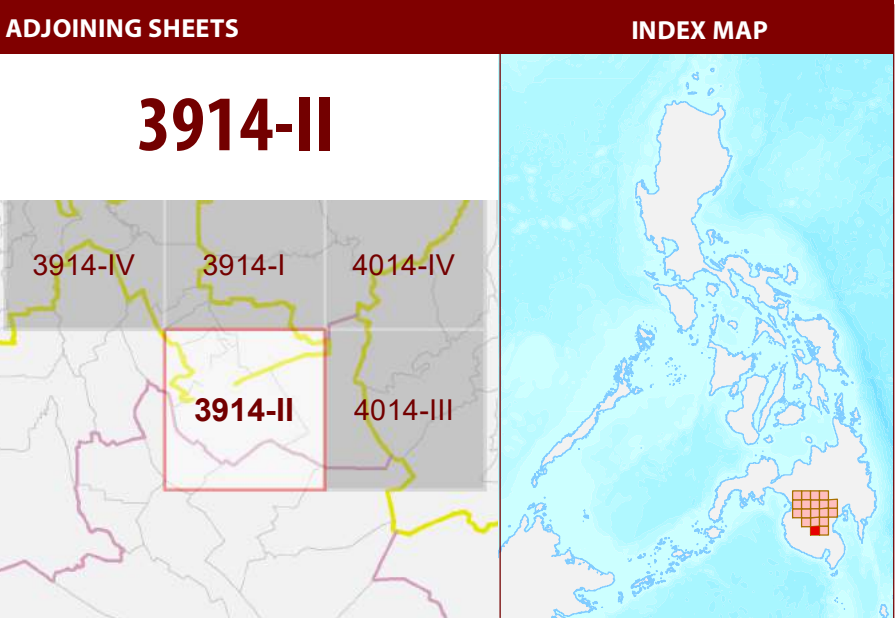 ADJOINING SHEETS
INDEX MAP
3914-II
3914-IV
3914-I
4014-IV
3914-II
4014-III